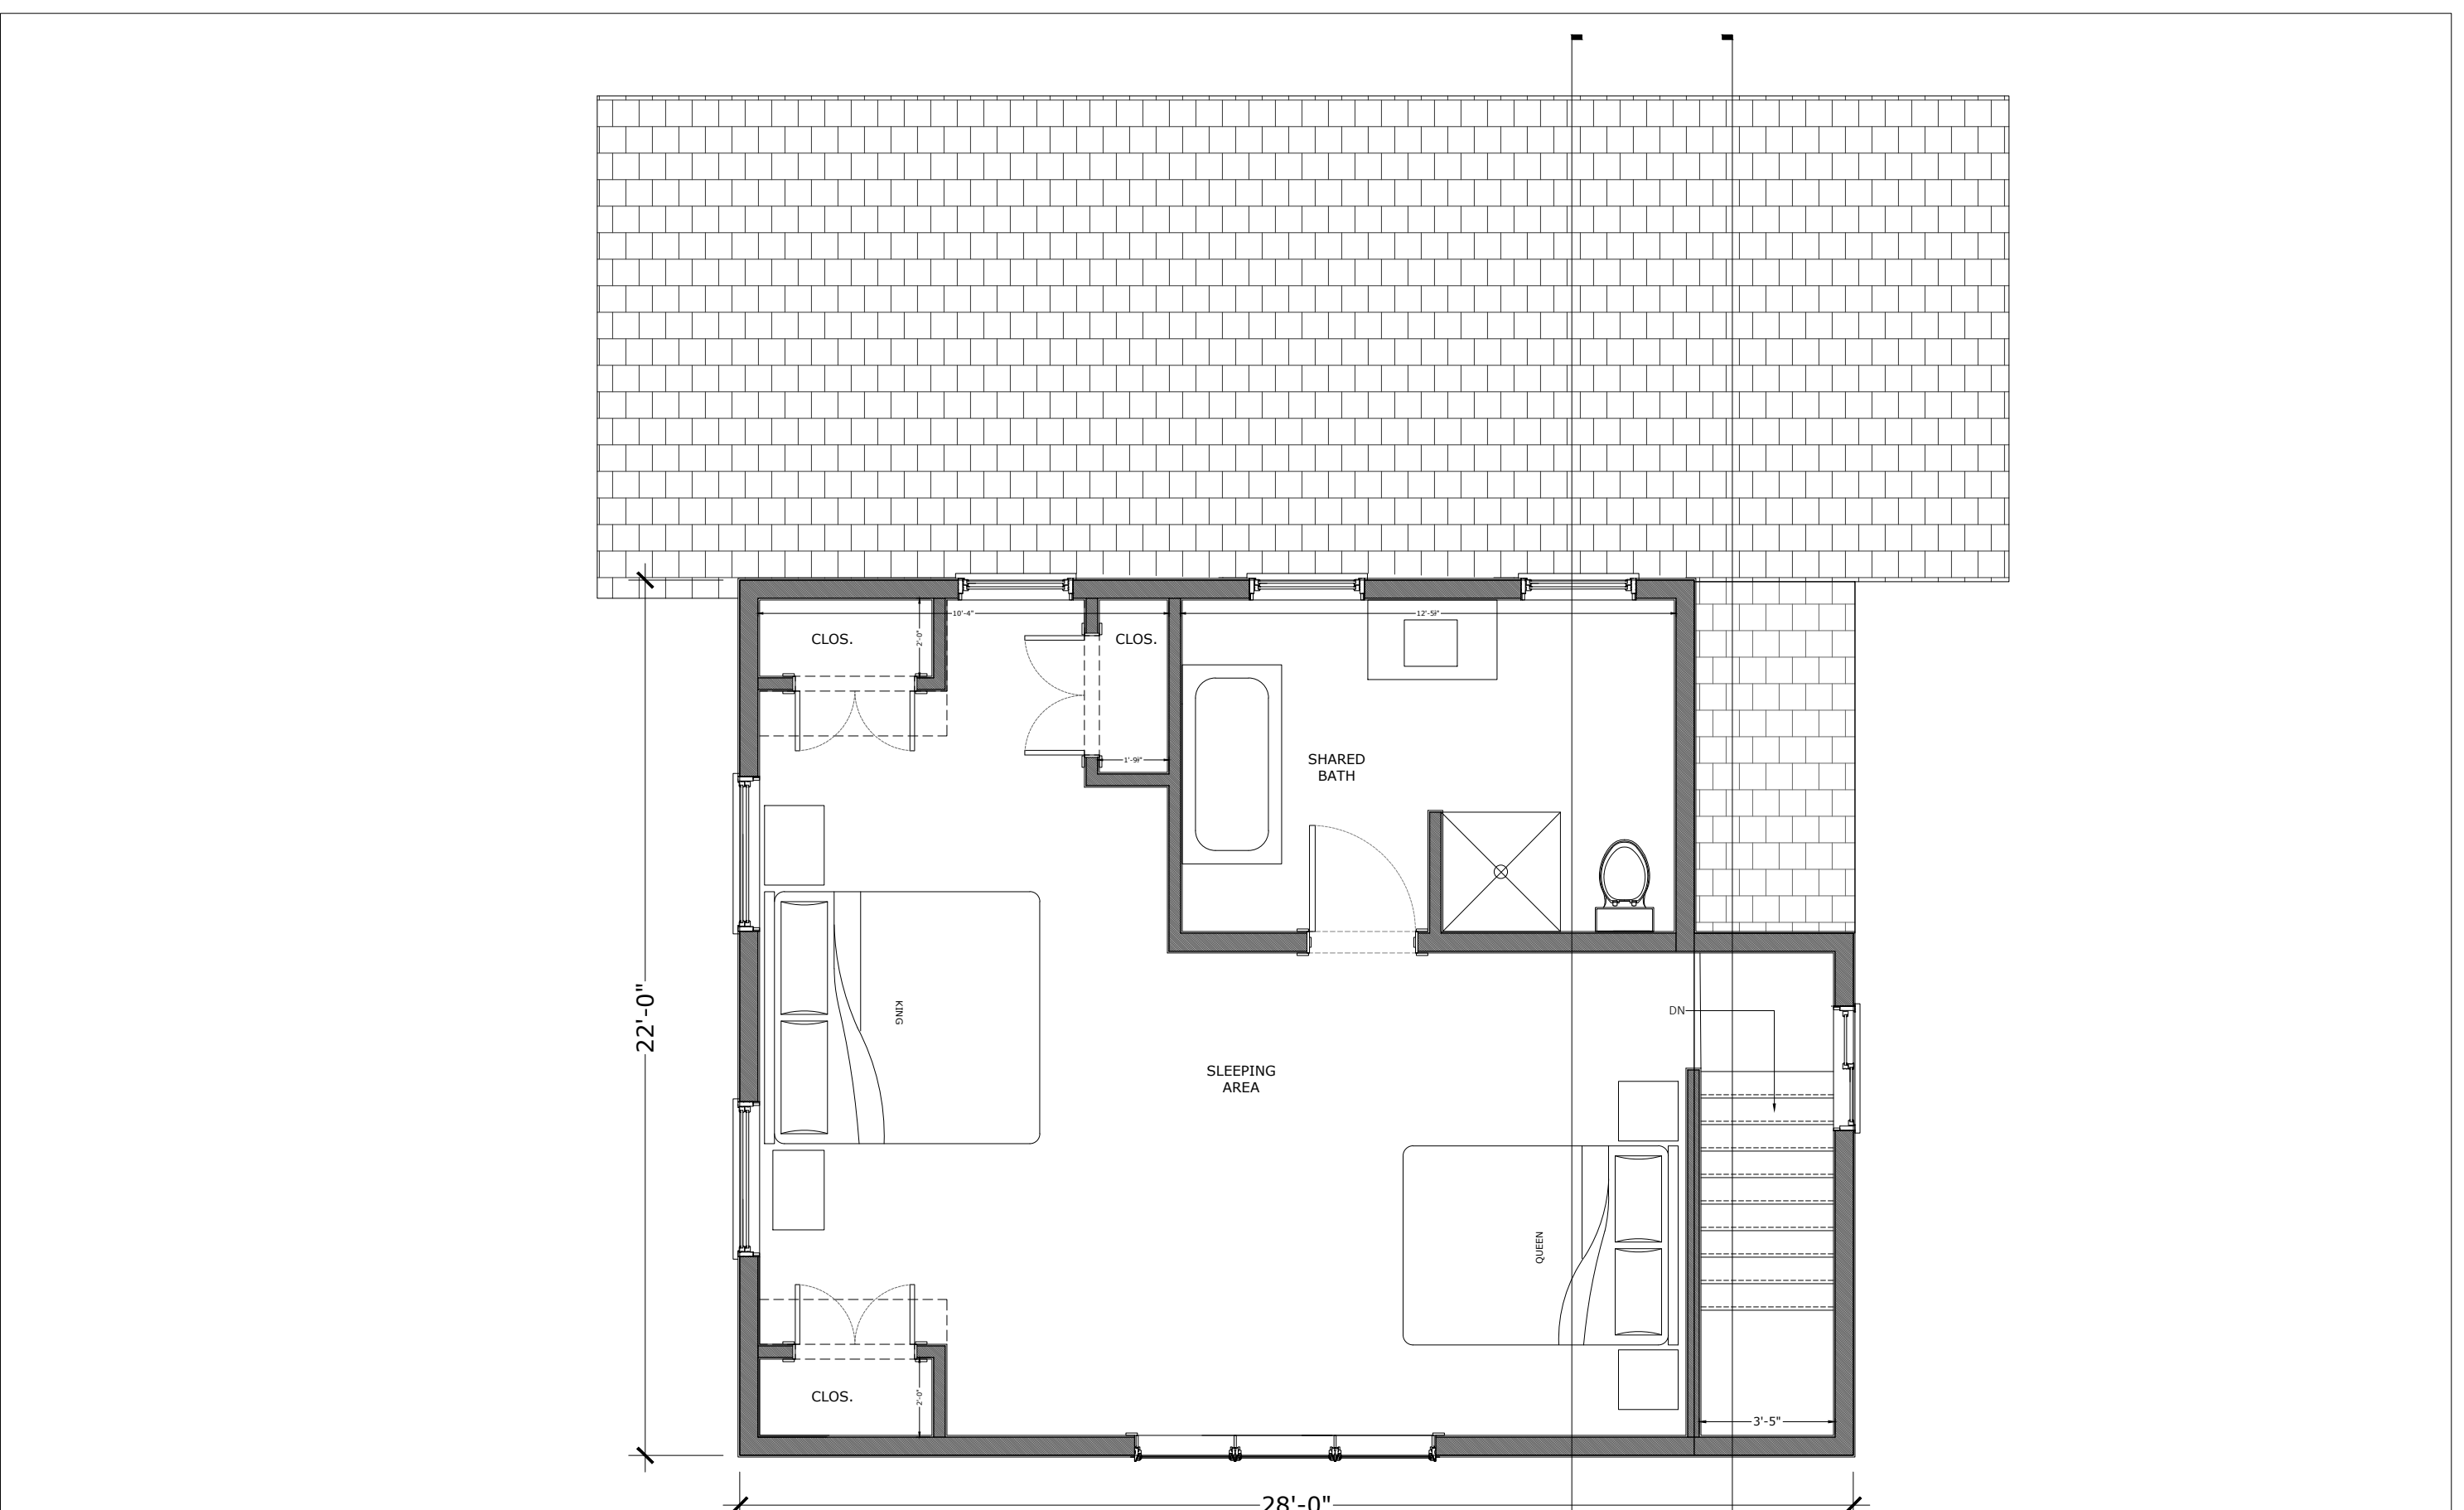 10'-4"
12'-5½"
CLOS.
2'-0"
CLOS.
1'-9½"
SHARED
BATH
22'-0"
KING
DN
SLEEPING
AREA
QUEEN
CLOS.
2'-0"
3'-5"
28'-0"